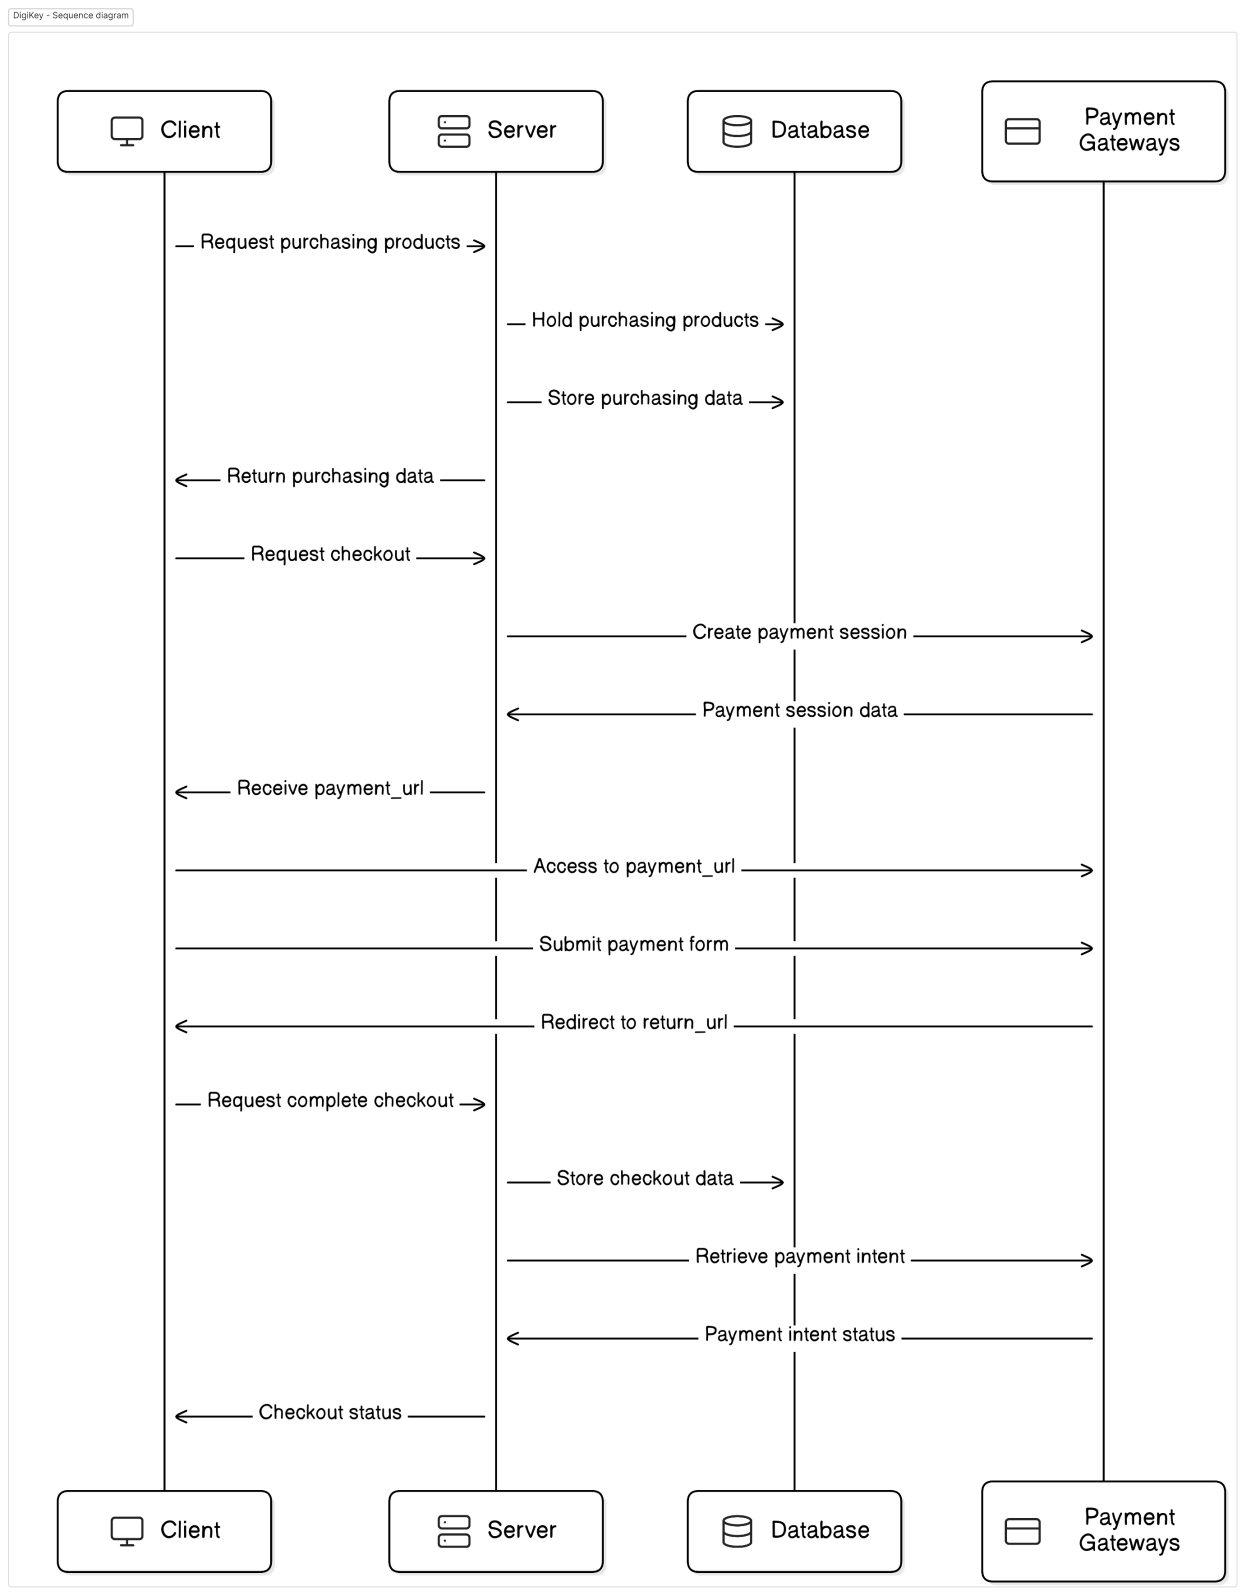 DigiKey - Sequence diagram
Client
Server
Database
Payment
Gateways
Request purchasing products
Hold purchasing products
Store purchasing data
Return purchasing data
Request checkout
Create payment session
Payment session data
Receive payment_url
Access to payment_url
Submit payment form
Redirect to return_url
Request complete checkout
Store checkout data
Retrieve payment intent
Payment intent status
Checkout status
Client
Server
Database
Payment
Gateways